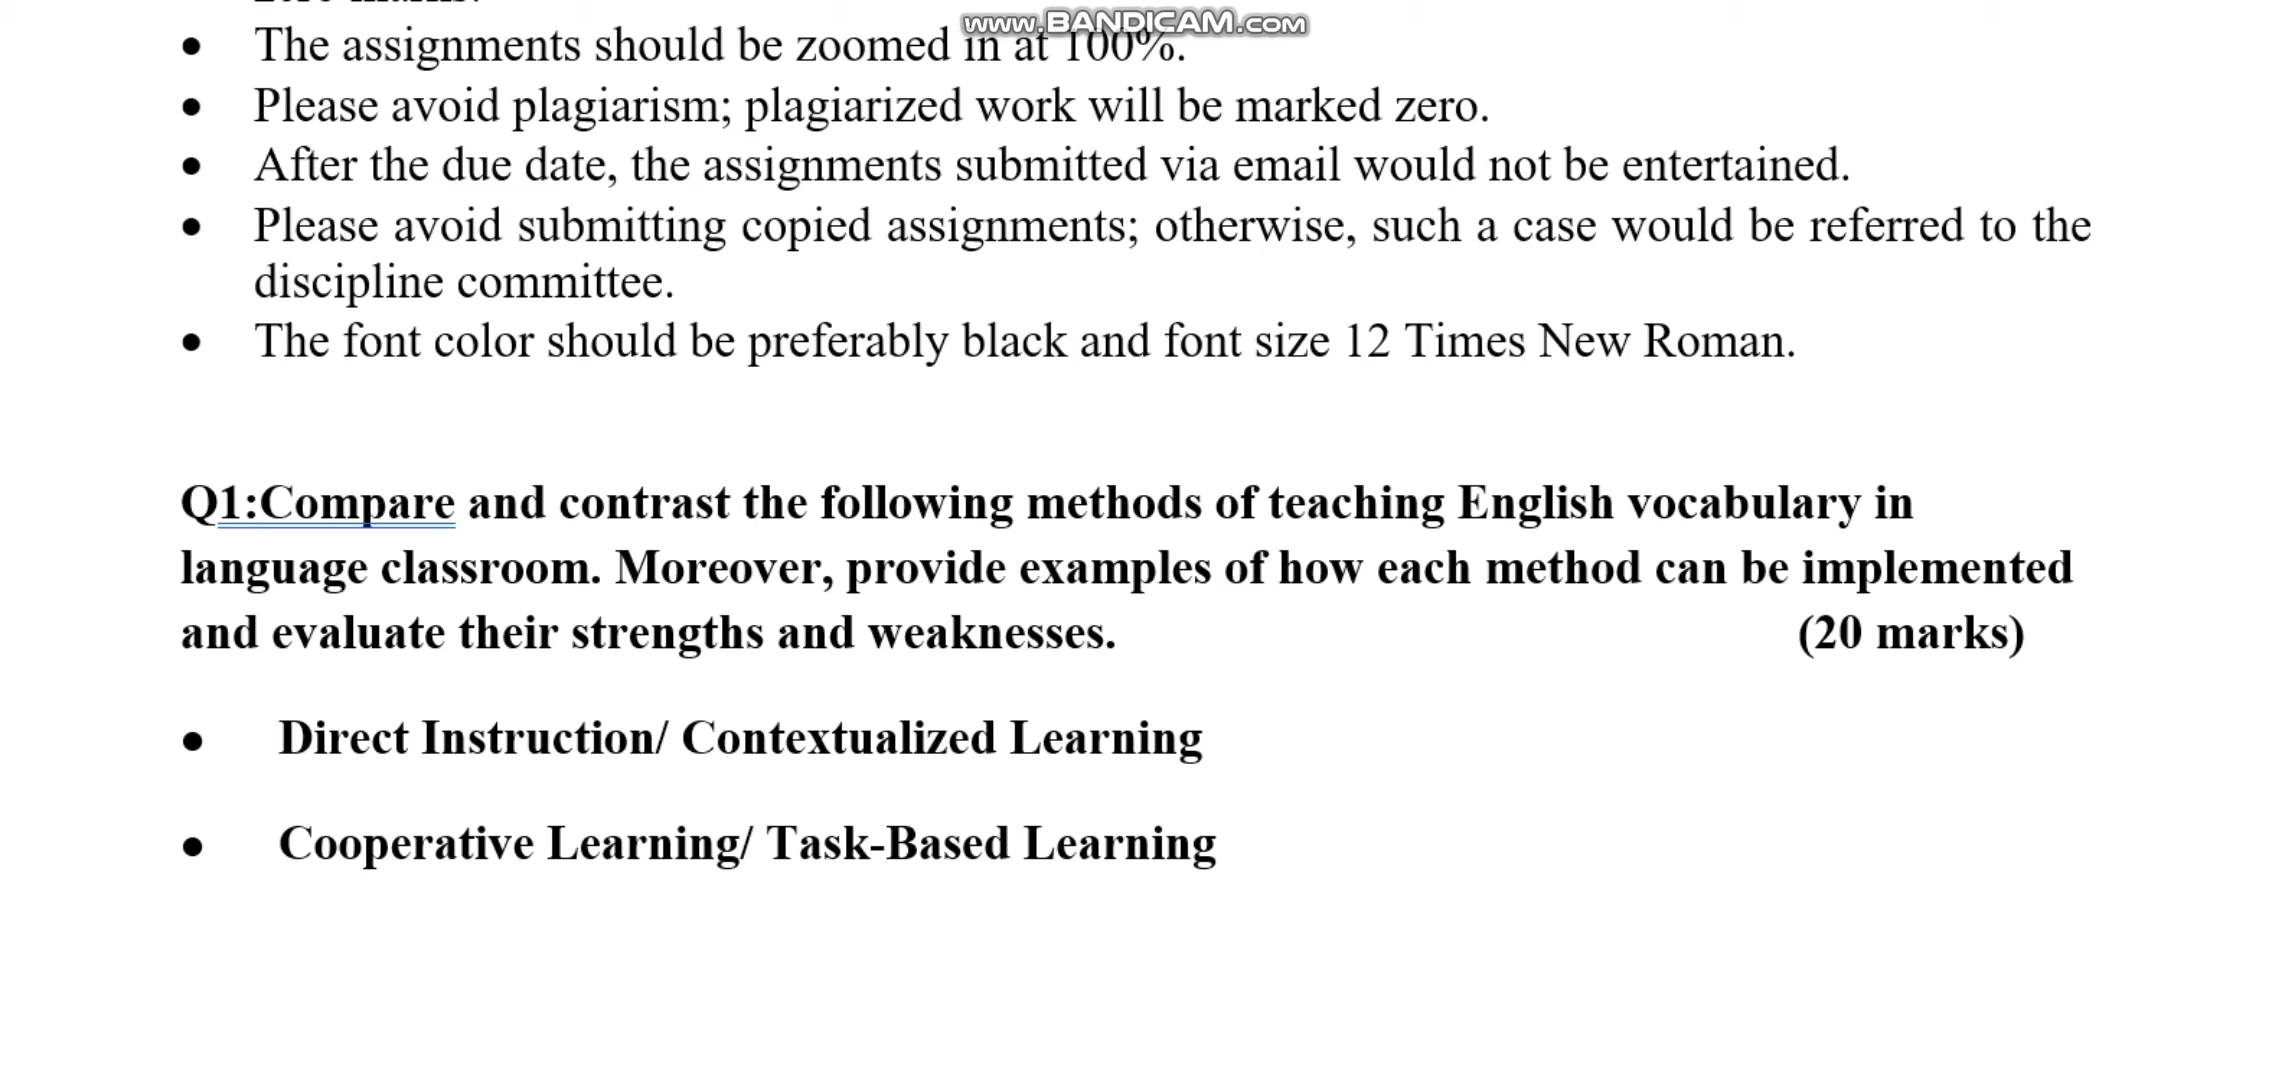 www.BANDICAM.com
• The assignments should be zoomed in at 100%.
• Please avoid plagiarism; plagiarized work will be marked zero.
• After the due date, the assignments submitted via email would not be entertained.
• Please avoid submitting copied assignments; otherwise, such a case would be referred to the
discipline committee.
• The font color should be preferably black and font size 12 Times New Roman.
Q1:Compare and contrast the following methods of teaching English vocabulary in
language classroom. Moreover, provide examples of how each method can be implemented
and evaluate their strengths and weaknesses. (20 marks)
• Direct Instruction/ Contextualized Learning
• Cooperative Learning/ Task-Based Learning